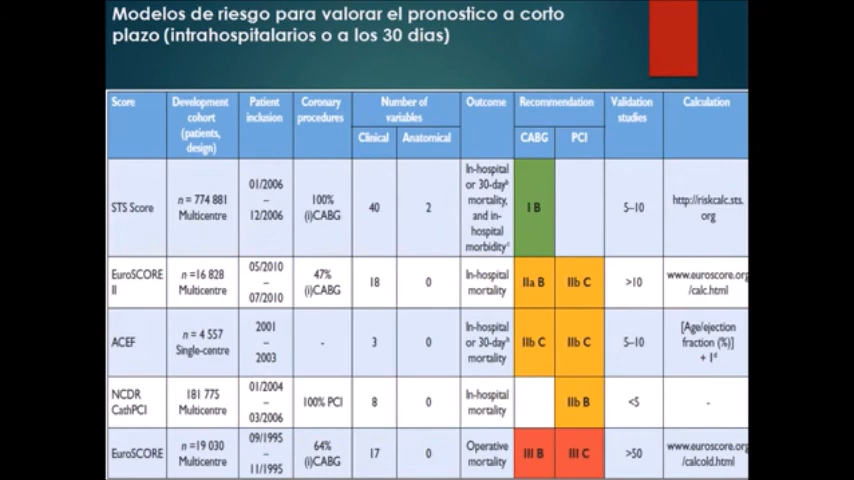 Modelos de riesgo para valorar el pronostico a corto
plazo (intrahospitalarios o a los 30 dias)
Score
Development
cohort
(patients,
design)
Patient
inclusion
Coronary
procedures
Number of
variables
Clinical
Anatomical
Outcome
Recommendation
CABG
PCI
Validation
studies
Calculation
STS Score
n = 774 881
Multicentre
01/2006
–
12/2006
100%
(i)CABG
40
2
In-hospital
or 30-dayb
mortality,
and in-
hospital
morbidityc
I B
5–10
http://riskcalc.sts.
org
EuroSCORE
II
n =16 828
Multicentre
05/2010
–
07/2010
47%
(i)CABG
18
0
In-hospital
mortality
IIa B
IIb C
>10
www.euroscore.org
/calc.html
ACEF
n = 4 557
Single-centre
2001
–
2003
-
3
0
In-hospital
or 30-dayb
mortality
IIb C
IIb C
5–10
[Age/ejection
fraction (%)]
+ 1d
NCDR
CathPCI
181 775
Multicentre
01/2004
–
03/2006
100% PCI
8
0
In-hospital
mortality
IIb B
<5
-
EuroSCORE
n =19 030
Multicentre
09/1995
–
11/1995
64%
(i)CABG
17
0
Operative
mortality
III B
III C
>50
www.euroscore.org
/calcold.html